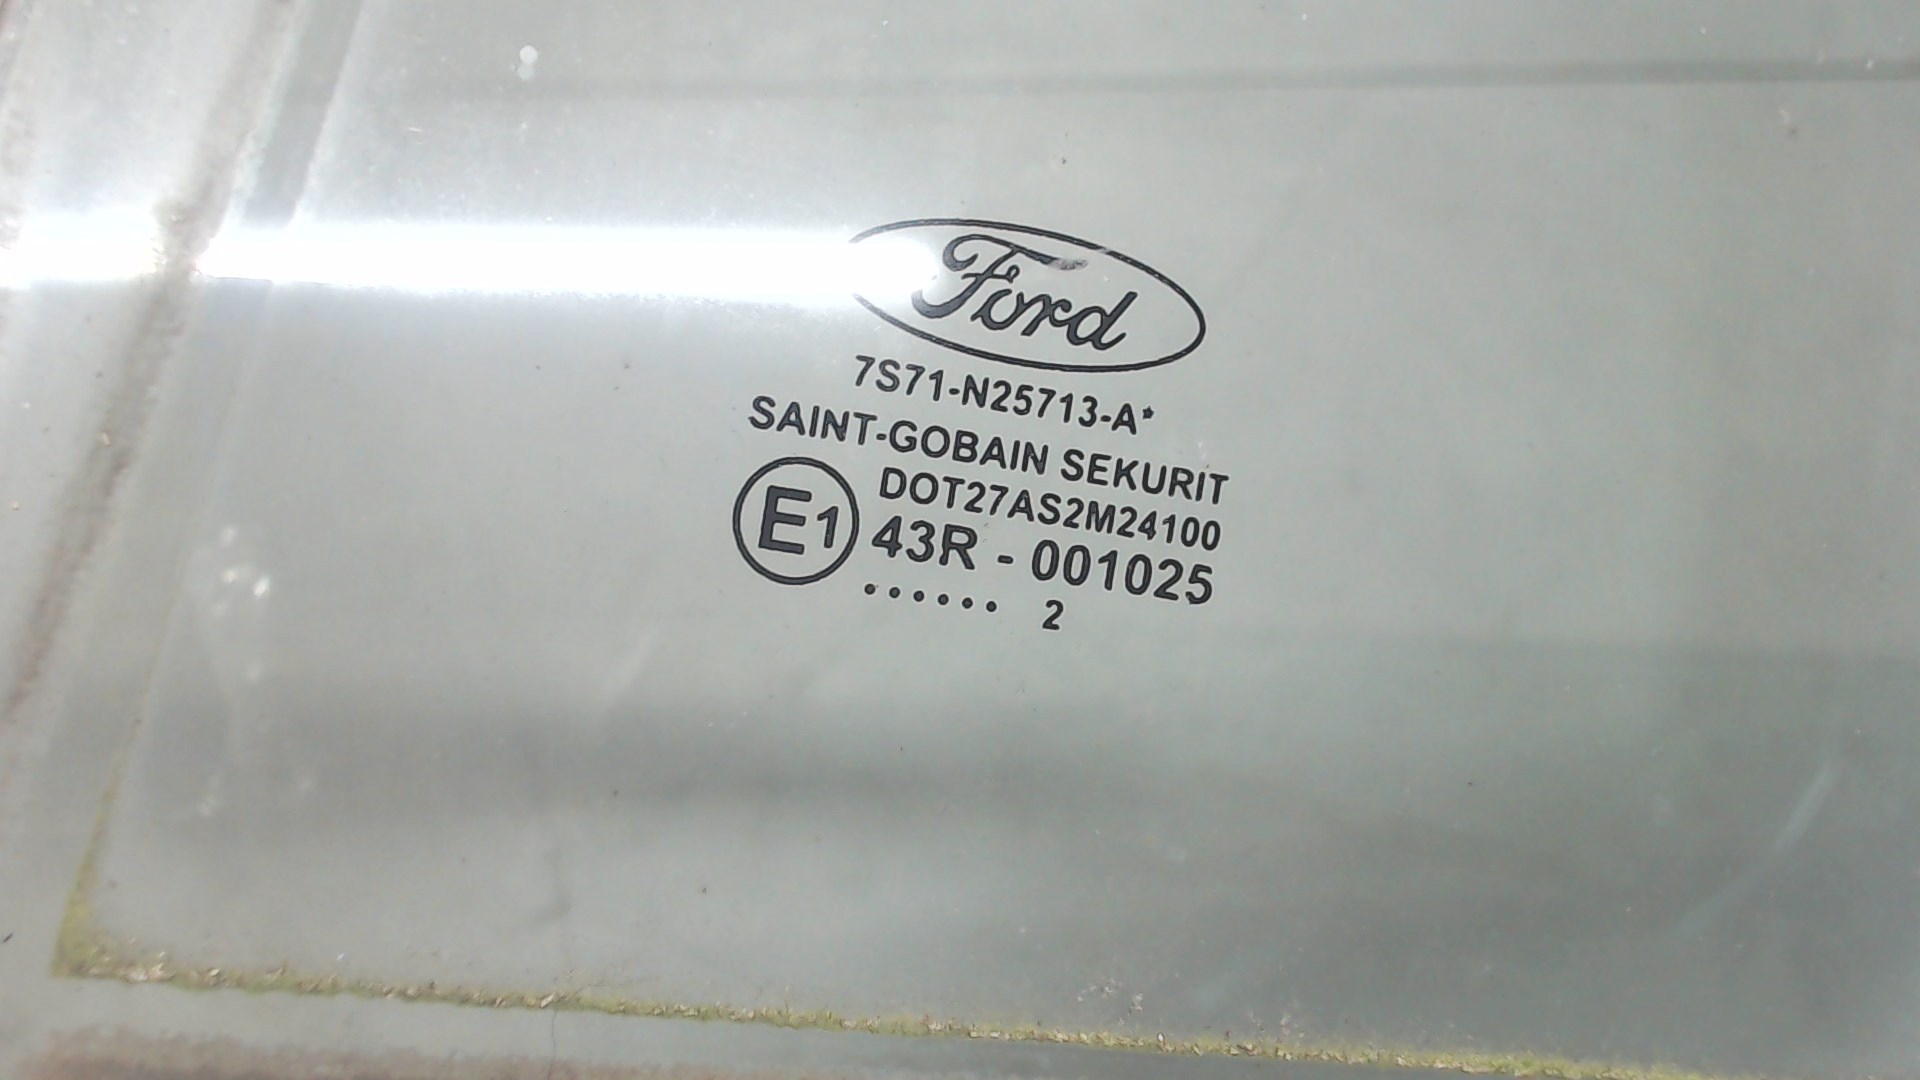 Ford
7S71-N25713-A*
SAINT-GOBAIN SEKURIT
DOT27AS2M24100
E1 43R - 001025
...... 2